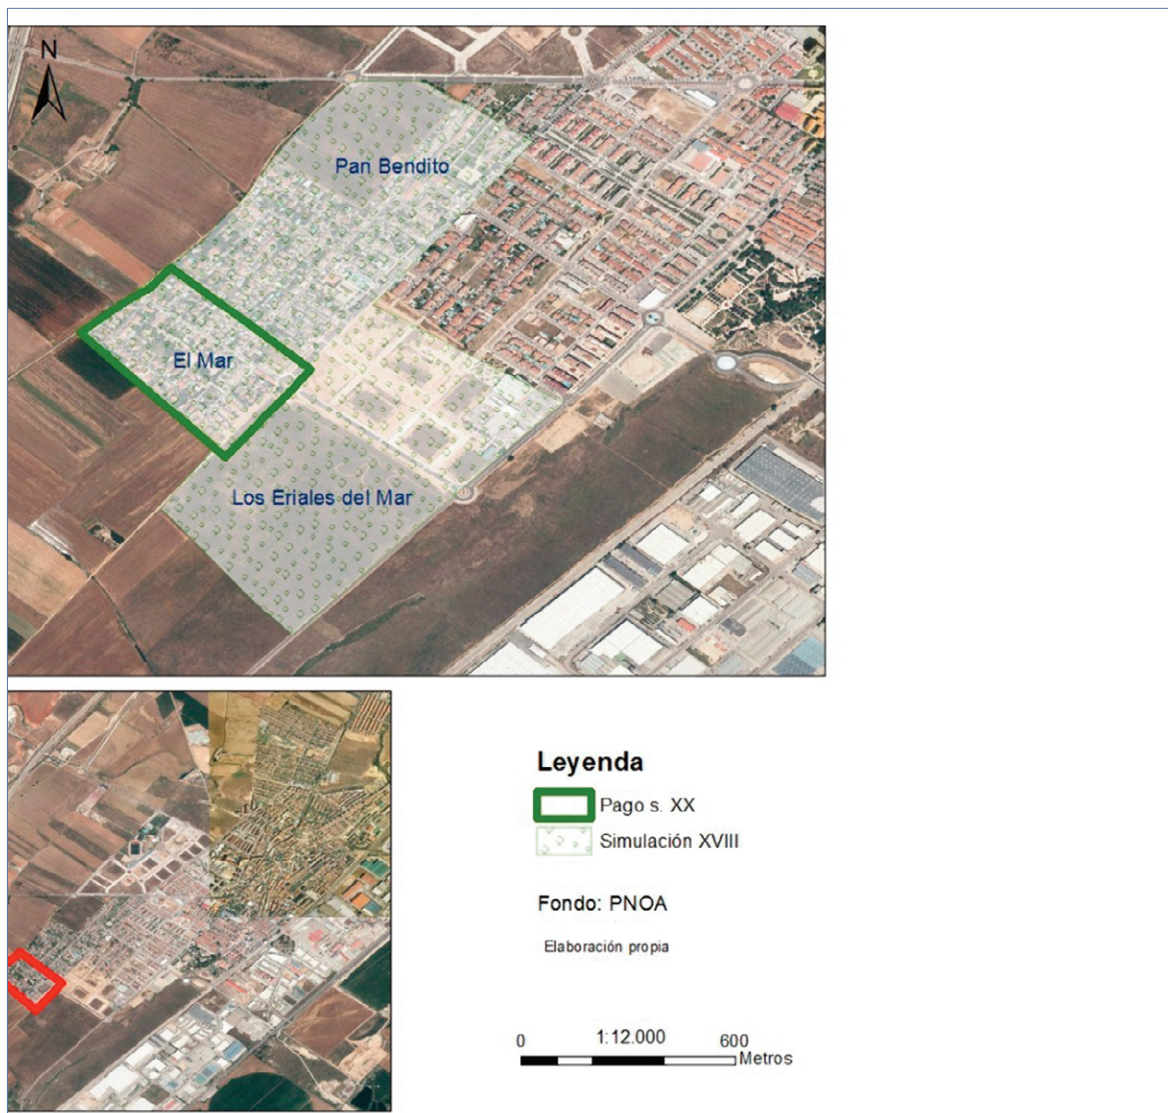 N
Pan Bendito
El Mar
Los Eriales del Mar
Leyenda
Pago s. XX
Simulación XVIII
Fondo: PNOA
Elaboración propia
0 1:12.000 600
Metros